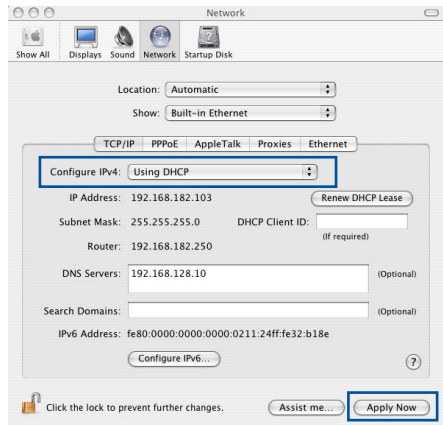 Network
Show All Displays Sound Network Startup Disk
Location: Automatic
Show: Built-in Ethernet
TCP/IP PPPoE AppleTalk Proxies Ethernet
Configure IPv4: Using DHCP
IP Address: 192.168.182.103 Renew DHCP Lease
Subnet Mask: 255.255.255.0 DHCP Client ID:
(If required)
Router: 192.168.182.250
DNS Servers: 192.168.128.10 (Optional)
Search Domains: (Optional)
IPv6 Address: fe80:0000:0000:0000:0211:24ff:fe32:b18e
Configure IPv6... ?
Click the lock to prevent further changes. Assist me... Apply Now